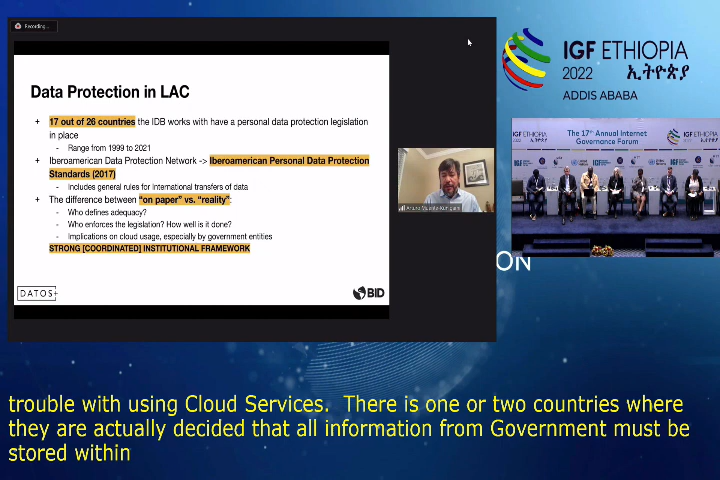 Recording...
Data Protection in LAC
+ 17 out of 26 countries the IDB works with have a personal data protection legislation
in place
- Range from 1999 to 2021
+ Iberoamerican Data Protection Network -> Iberoamerican Personal Data Protection
Standards (2017)
- Includes general rules for international transfers of data
+ The difference between "on paper" vs. "reality":
- Who defines adequacy?
- Who enforces the legislation? How well is it done?
- Implications on cloud usage, especially by government entities
STRONG [COORDINATED] INSTITUTIONAL FRAMEWORK
DATOS+
BID
IGF ETHIOPIA
2022 ኢትዮጵያ
ADDIS ABABA
IGF ETHIOPIA
The 17th Annual Internet
Governance Forum
IGF ETHIOPIA
ON
trouble with using Cloud Services. There is one or two countries where
they are actually decided that all information from Government must be
stored within